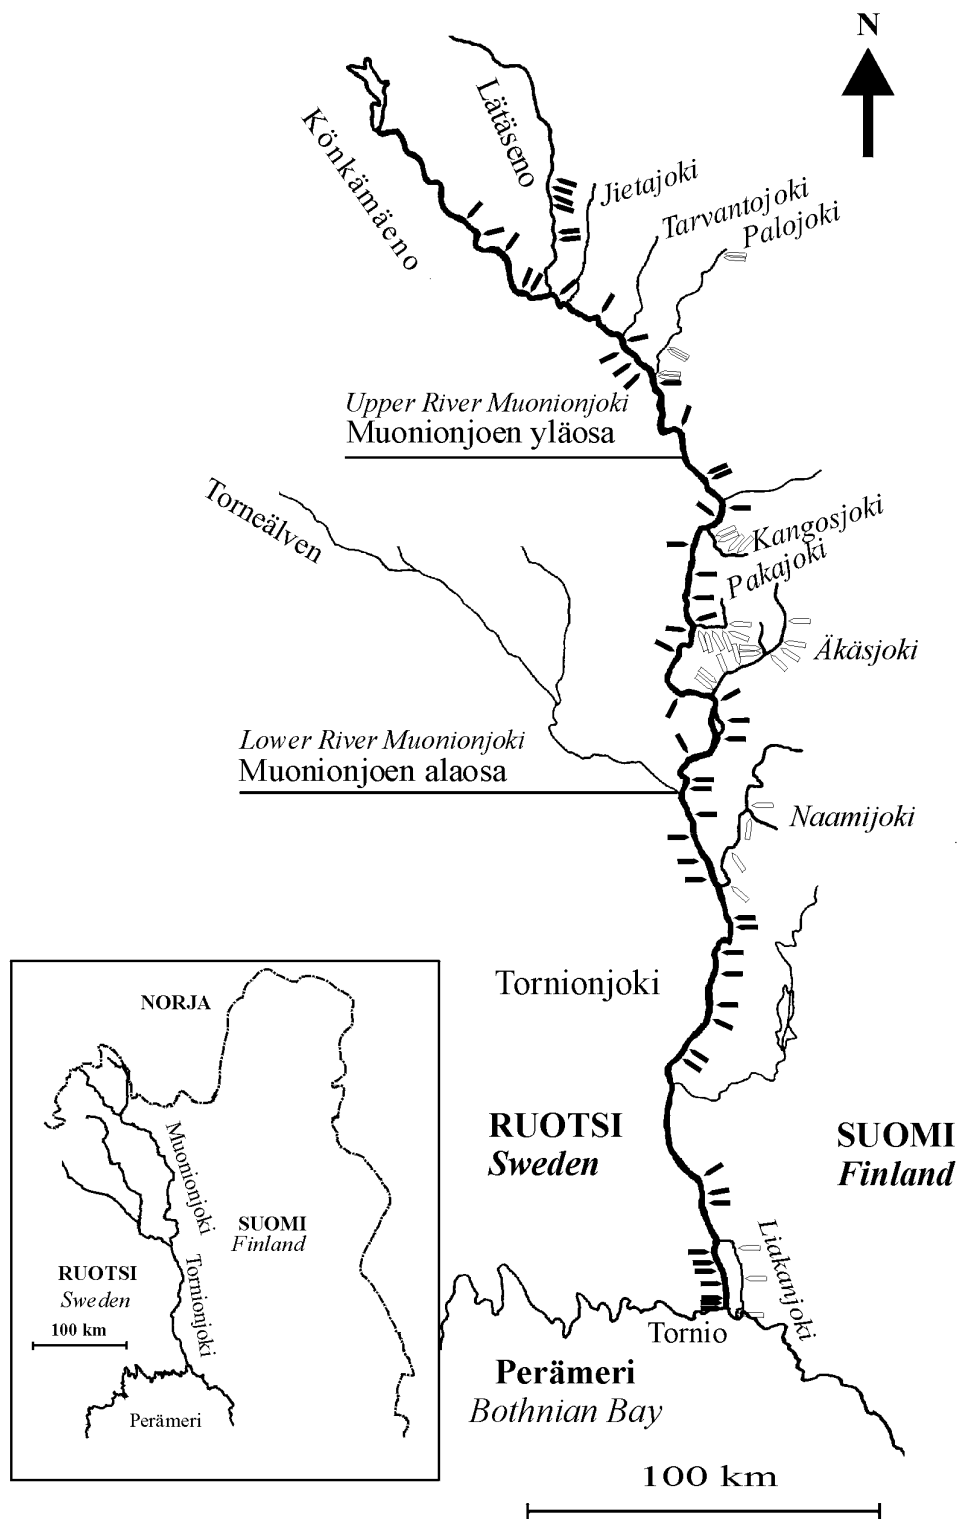 N
Lätäseno
Könkämäeno
Jietajoki
Tarvantojoki
Palojoki
Upper River Muonionjoki
Muonionjoen yläosa
Torneälven
Kangosjoki
Pakajoki
Äkäsjoki
Lower River Muonionjoki
Muonionjoen alaosa
Naamijoki
Tornionjoki
RUOTSI
Sweden
SUOMI
Finland
Liakanjoki
Tornio
Perämeri
Bothnian Bay
100 km
NORJA
Muonionjoki
SUOMI
Finland
RUOTSI
Sweden
Tornionjoki
100 km
Perämeri